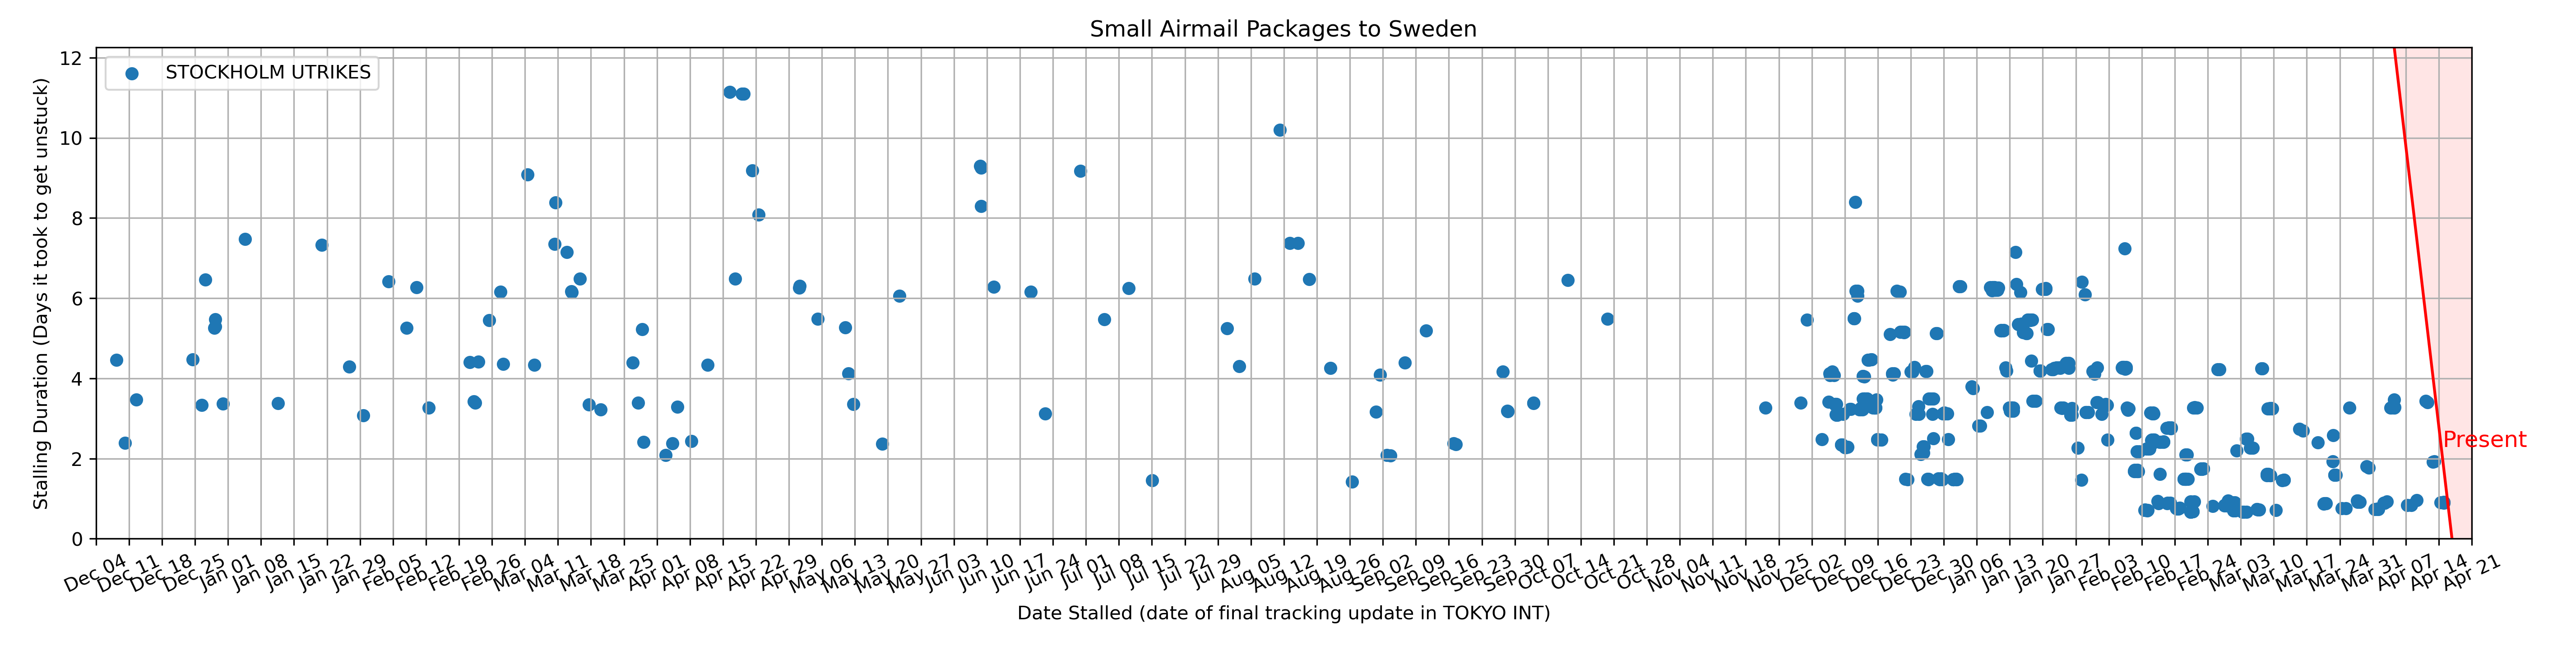 Small Airmail Packages to Sweden
STOCKHOLM UTRIKES
Stalling Duration (Days it took to get unstuck)
12
10
8
6
4
2
0
Present
Dec 04 Dec 11 Dec 18 Dec 25 Jan 01 Jan 08 Jan 15 Jan 22 Jan 29 Feb 05 Feb 12 Feb 19 Feb 26 Mar 04 Mar 11 Mar 18 Mar 25 Apr 01 Apr 08 Apr 15 Apr 22 Apr 29 May 06 May 13 May 20 May 27 Jun 03 Jun 10 Jun 17 Jun 24 Jul 01 Jul 08 Jul 15 Jul 22 Jul 29 Aug 05 Aug 12 Aug 19 Aug 26 Sep 02 Sep 09 Sep 16 Sep 23 Sep 30 Oct 07 Oct 14 Oct 21 Oct 28 Nov 04 Nov 11 Nov 18 Nov 25 Dec 02 Dec 09 Dec 16 Dec 23 Dec 30 Jan 06 Jan 13 Jan 20 Jan 27 Feb 03 Feb 10 Feb 17 Feb 24 Mar 03 Mar 10 Mar 17 Mar 24 Mar 31 Apr 07 Apr 14 Apr 21
Date Stalled (date of final tracking update in TOKYO INT)